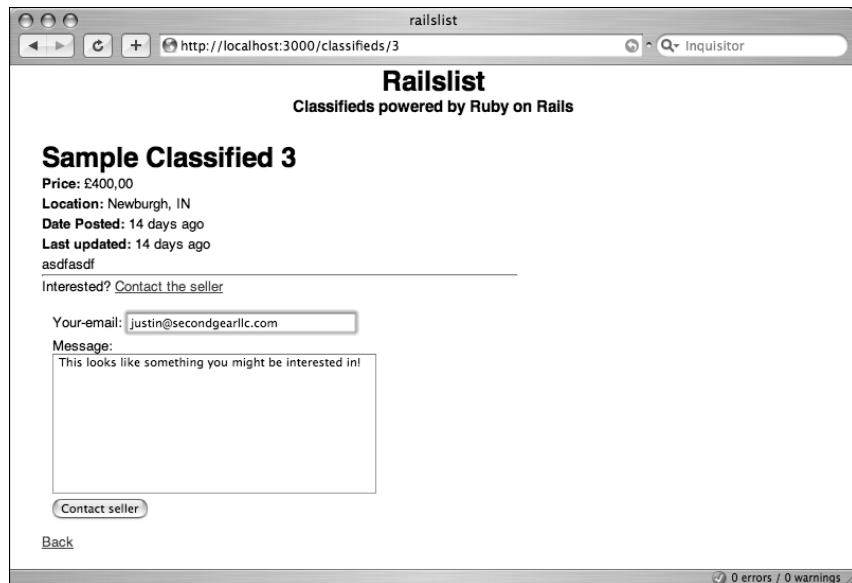 railslist
http://localhost:3000/classifieds/3
Inquisitor
Railslist
Classifieds powered by Ruby on Rails
Sample Classified 3
Price: £400,00
Location: Newburgh, IN
Date Posted: 14 days ago
Last updated: 14 days ago
asdfasdf
Interested? Contact the seller
Your-email: justin@secondgearllc.com
Message:
This looks like something you might be interested in!
Contact seller
Back
0 errors / 0 warnings